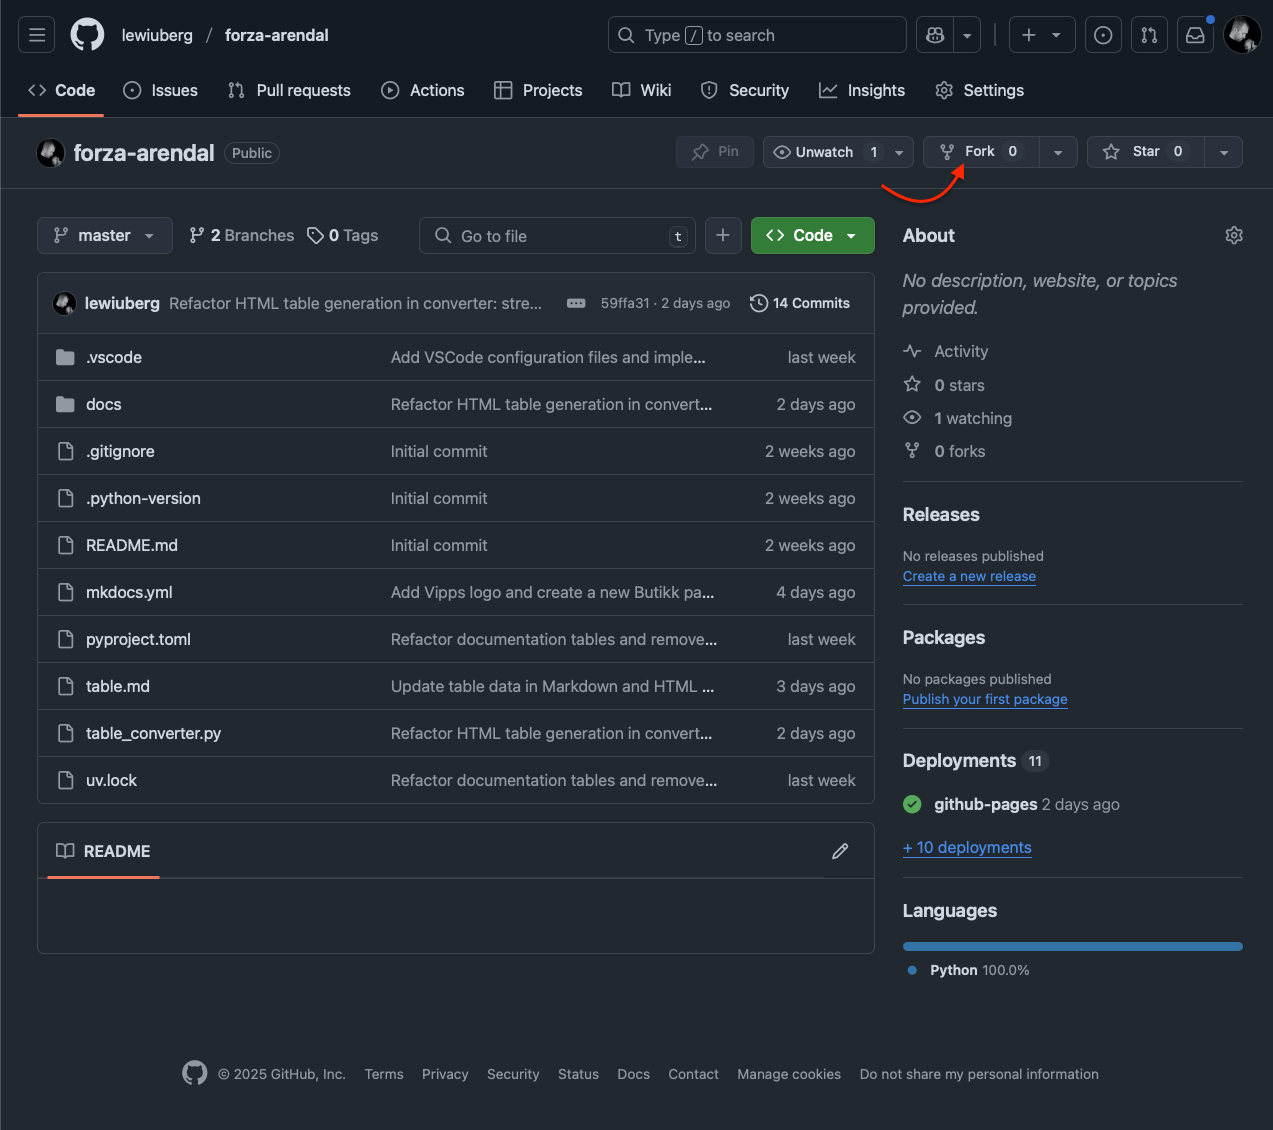 lewiuberg / forza-arendal
Type / to search
Code Issues Pull requests Actions Projects Wiki Security Insights Settings
forza-arendal Public
Pin Unwatch 1 Fork 0 Star 0
master 2 Branches 0 Tags Go to file t Code
lewiuberg Refactor HTML table generation in converter: stre... 59ffa31 · 2 days ago 14 Commits
.vscode Add VSCode configuration files and imple... last week
docs Refactor HTML table generation in convert... 2 days ago
.gitignore Initial commit 2 weeks ago
.python-version Initial commit 2 weeks ago
README.md Initial commit 2 weeks ago
mkdocs.yml Add Vipps logo and create a new Butikk pa... 4 days ago
pyproject.toml Refactor documentation tables and remove... last week
table.md Update table data in Markdown and HTML ... 3 days ago
table_converter.py Refactor HTML table generation in convert... 2 days ago
uv.lock Refactor documentation tables and remove... last week
README
About
No description, website, or topics
provided.
Activity
0 stars
1 watching
0 forks
Releases
No releases published
Create a new release
Packages
No packages published
Publish your first package
Deployments 11
github-pages 2 days ago
+ 10 deployments
Languages
Python 100.0%
© 2025 GitHub, Inc. Terms Privacy Security Status Docs Contact Manage cookies Do not share my personal information